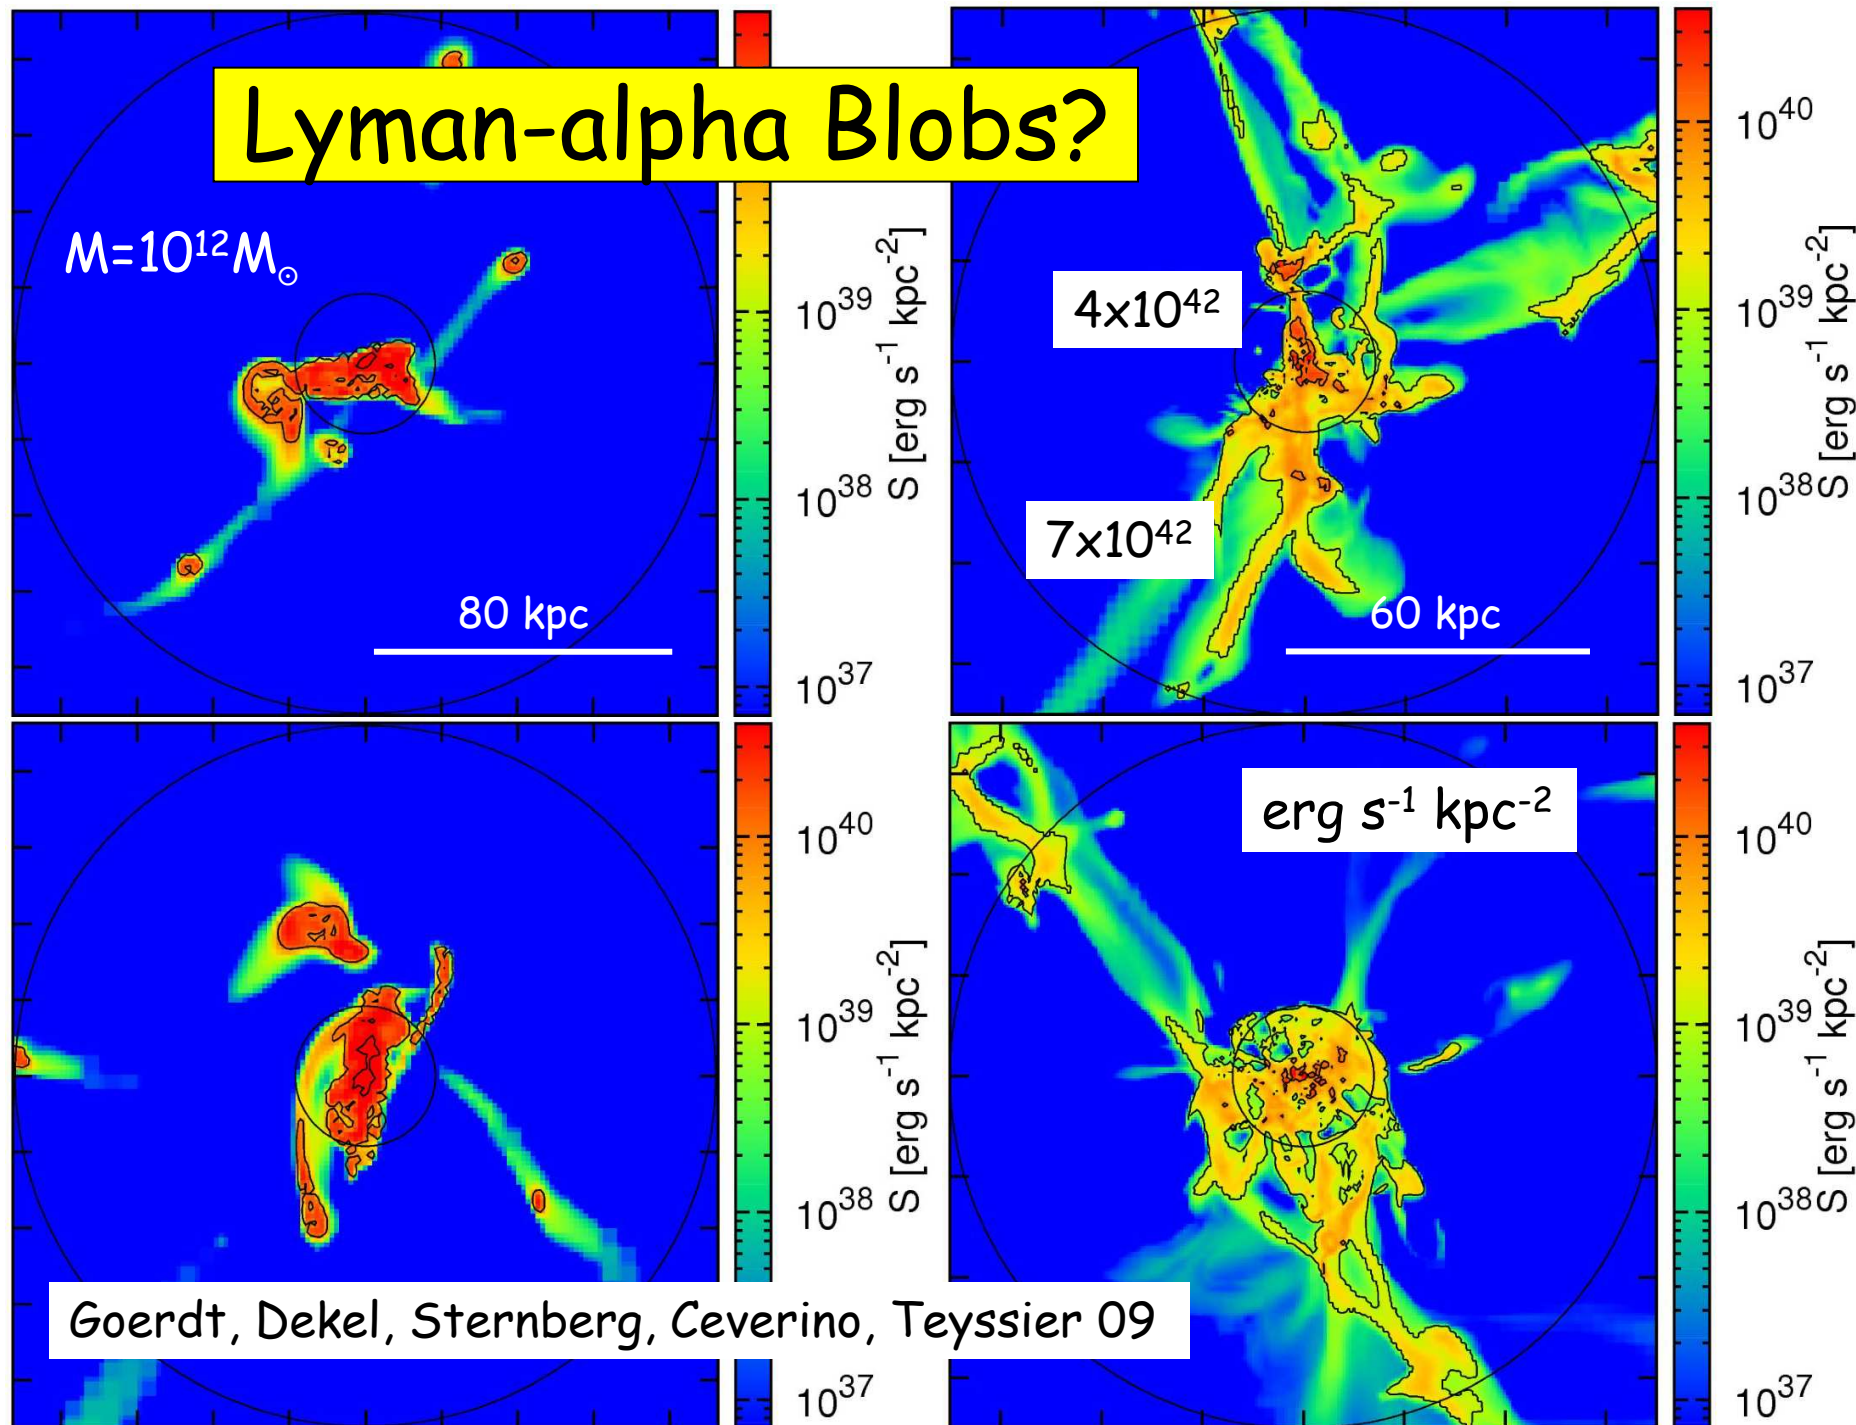 Lyman-alpha Blobs?
M=10¹²M☉
80 kpc
10³⁹
10³⁸
10³⁷
S [erg s⁻¹ kpc⁻²]
4x10⁴²
7x10⁴²
60 kpc
10⁴⁰
10³⁹
10³⁸
10³⁷
S [erg s⁻¹ kpc⁻²]
10⁴⁰
10³⁹
10³⁸
10³⁷
S [erg s⁻¹ kpc⁻²]
erg s⁻¹ kpc⁻²
10⁴⁰
10³⁹
10³⁸
10³⁷
S [erg s⁻¹ kpc⁻²]
Goerdt, Dekel, Sternberg, Ceverino, Teyssier 09